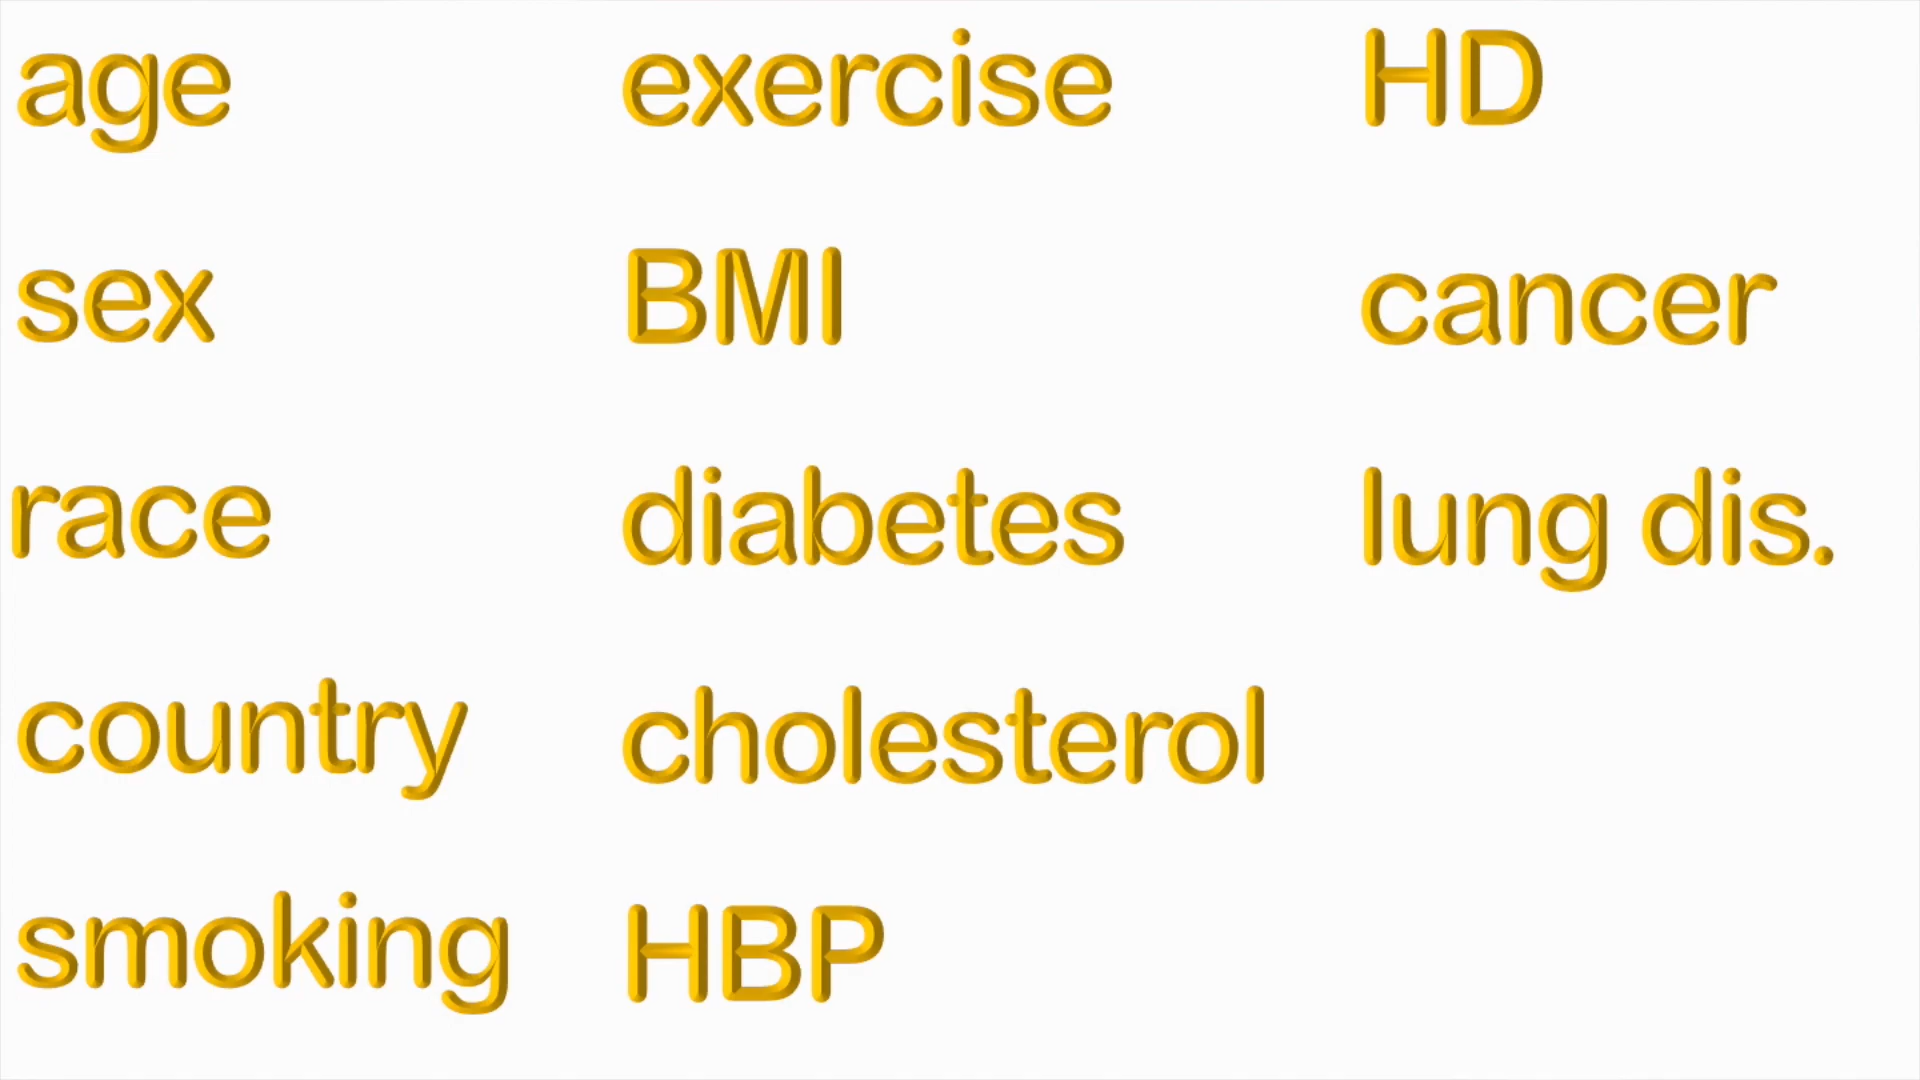 age
sex
race
country
smoking
exercise
BMI
diabetes
cholesterol
HBP
HD
cancer
lung dis.